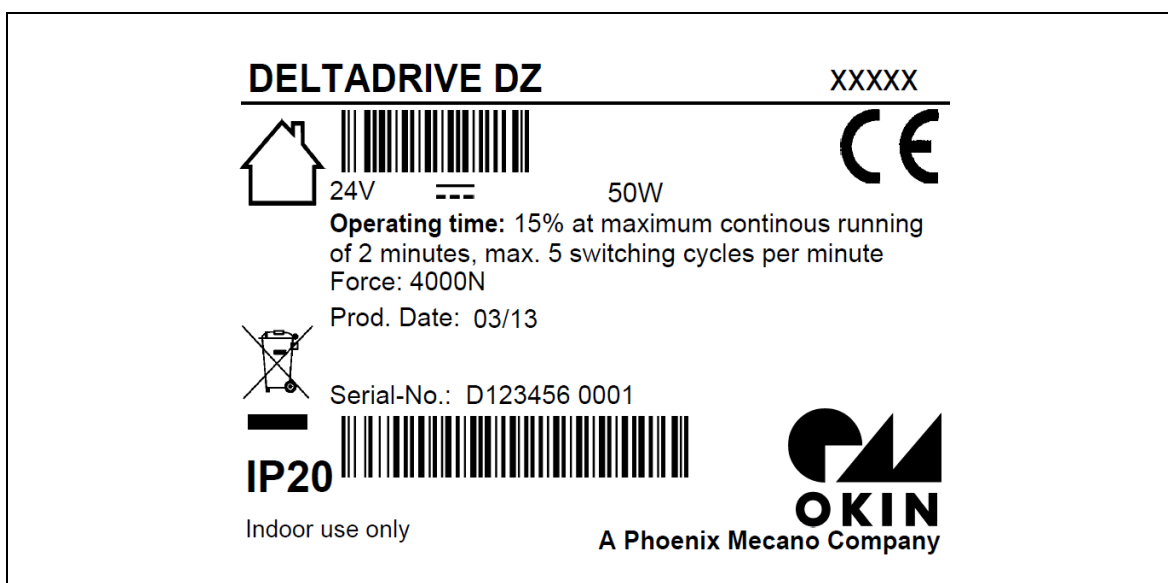 DELTADRIVE DZ XXXXX
CE
24V 50W
Operating time: 15% at maximum continous running
of 2 minutes, max. 5 switching cycles per minute
Force: 4000N
Prod. Date: 03/13
Serial-No.: D123456 0001
IP20
OKIN
Indoor use only
A Phoenix Mecano Company